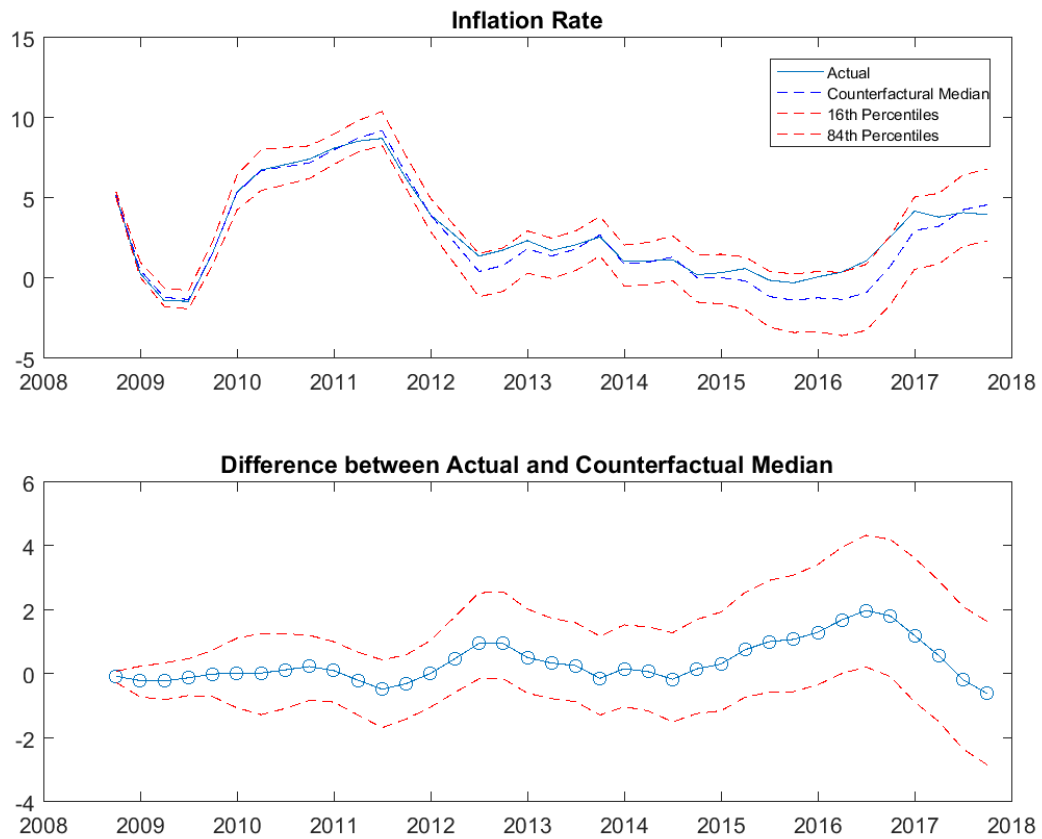 Inflation Rate
15
10
5
0
-5
Actual
Counterfactural Median
16th Percentiles
84th Percentiles
2008 2009 2010 2011 2012 2013 2014 2015 2016 2017 2018
Difference between Actual and Counterfactual Median
6
4
2
0
-2
-4
2008 2009 2010 2011 2012 2013 2014 2015 2016 2017 2018